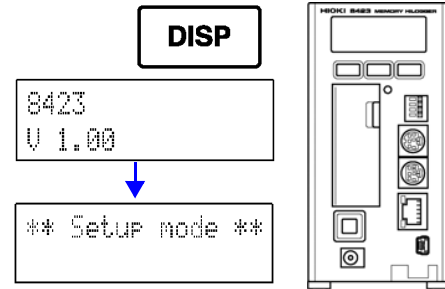 DISP
8423
V 1.00
** Setup mode **
HIOKI 8423 MEMORY HiLOGGER